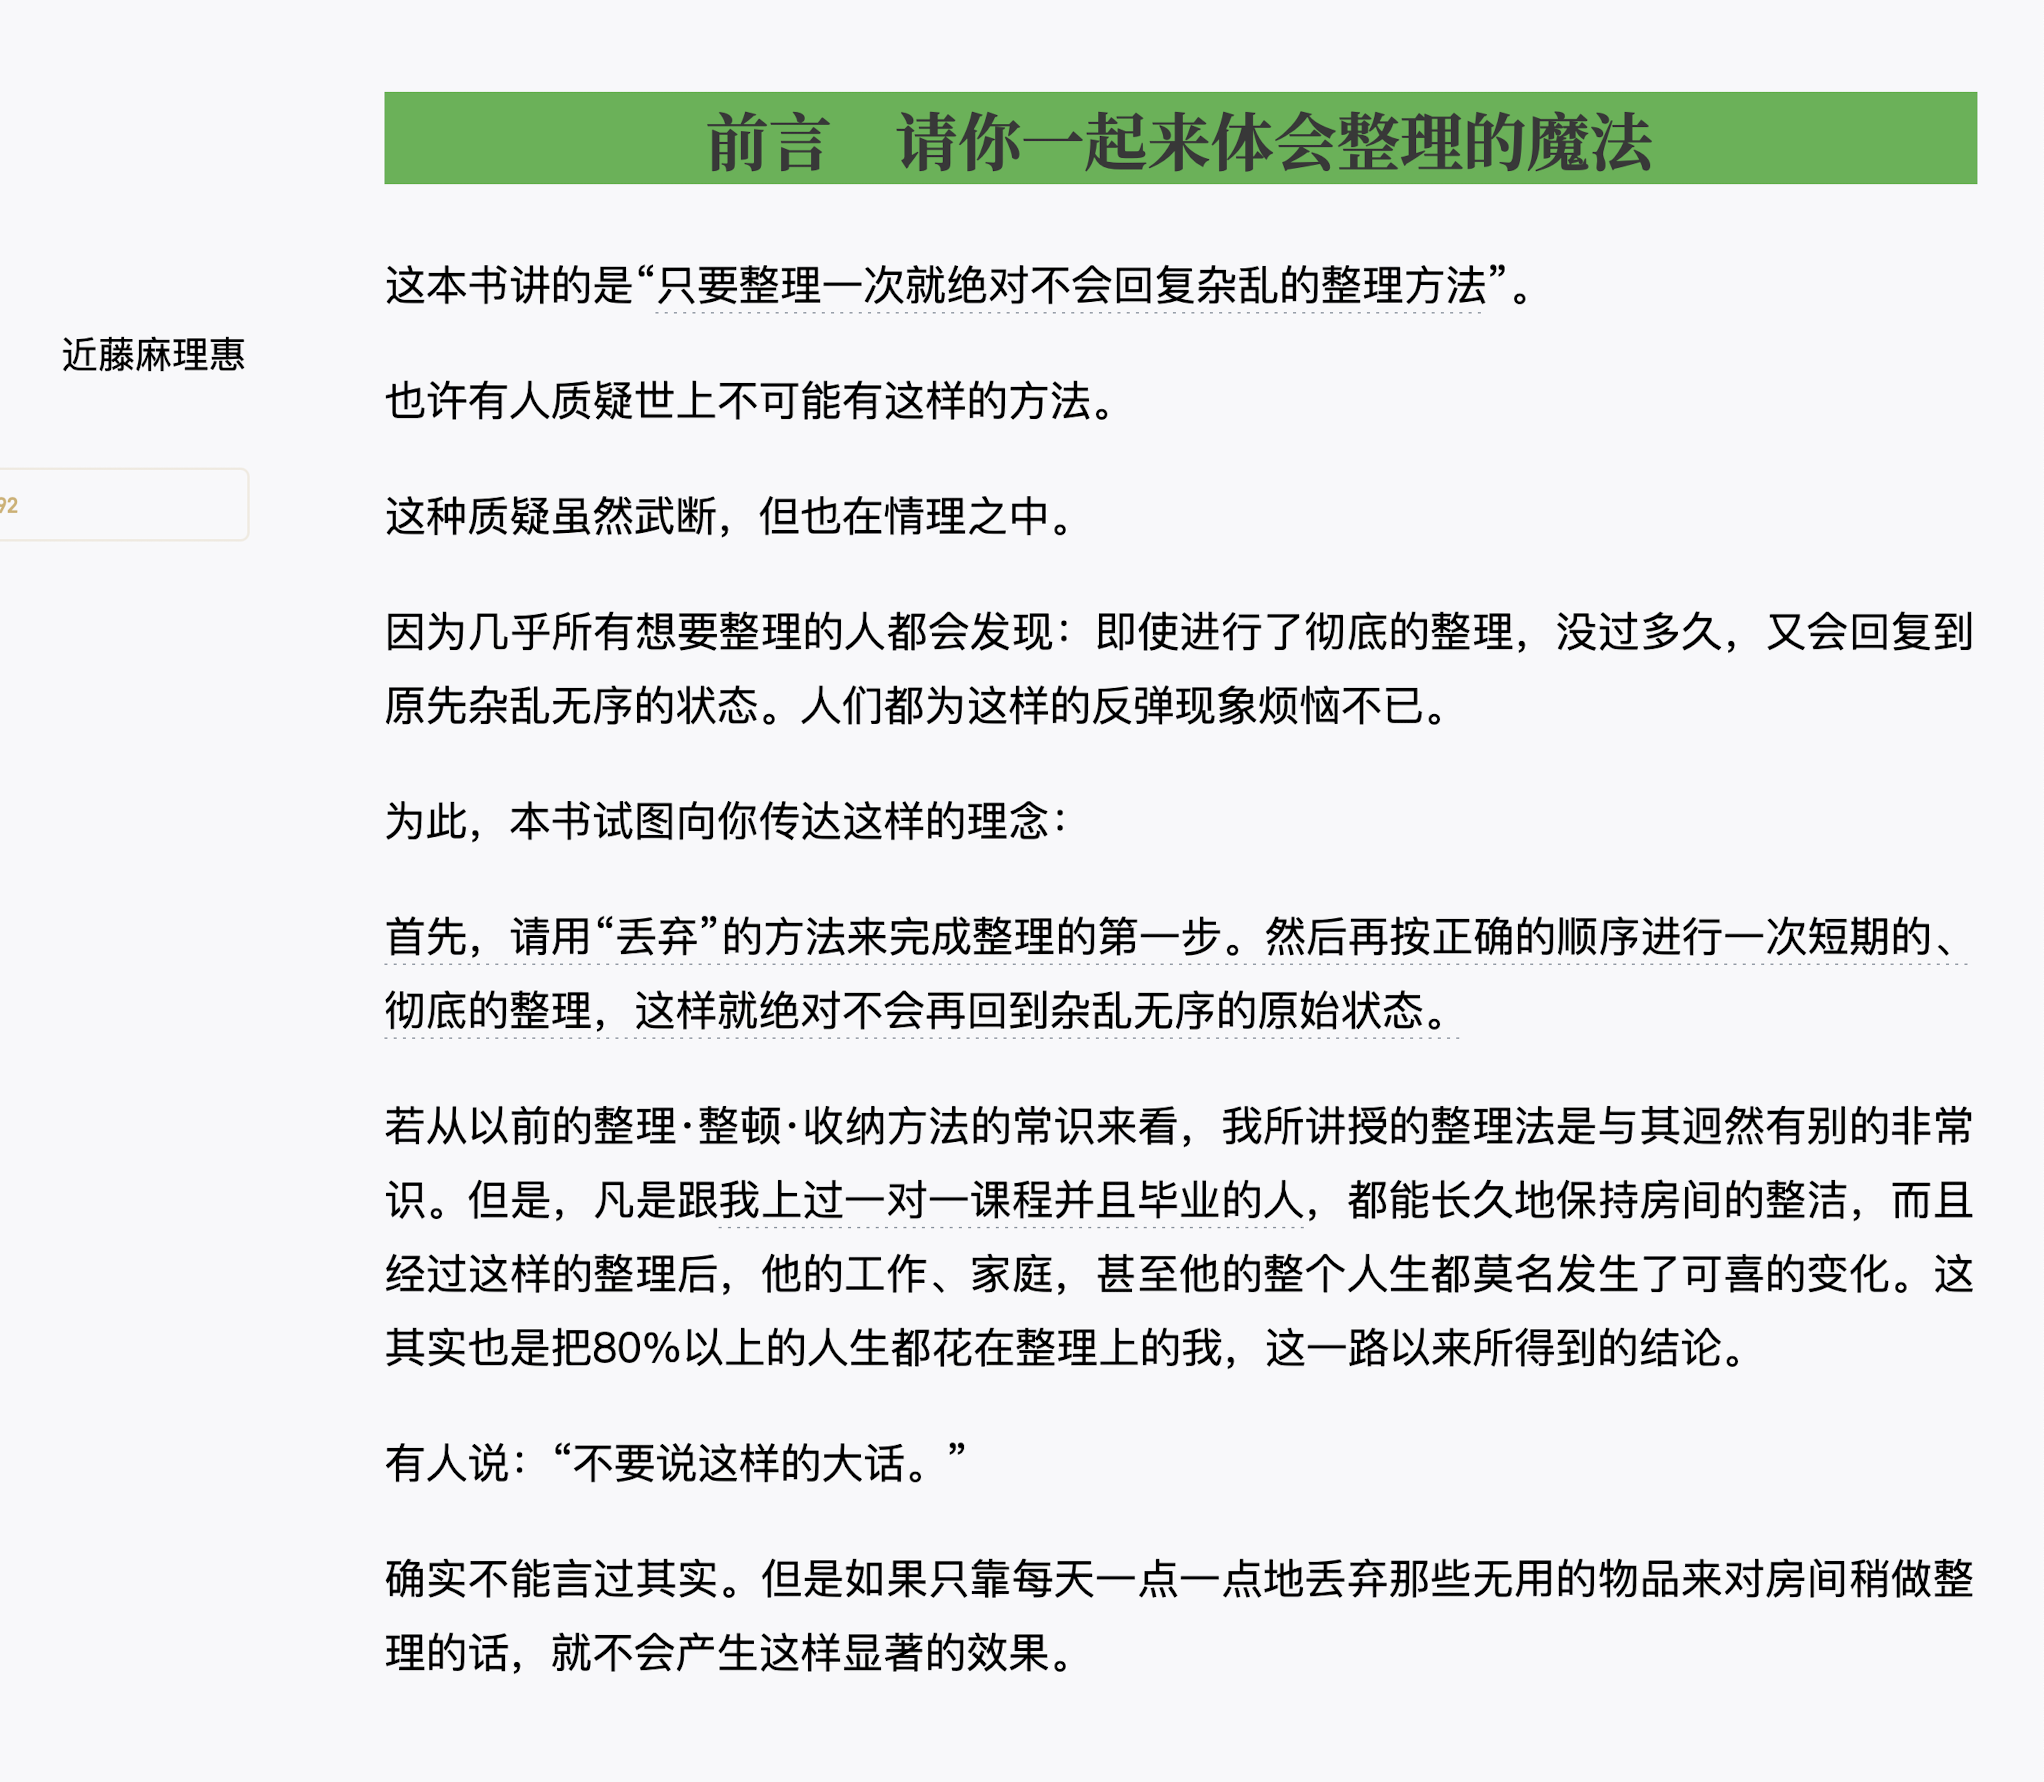 前言　请你一起来体会整理的魔法
近藤麻理惠
92
这本书讲的是“只要整理一次就绝对不会回复杂乱的整理方法”。
也许有人质疑世上不可能有这样的方法。
这种质疑虽然武断，但也在情理之中。
因为几乎所有想要整理的人都会发现：即使进行了彻底的整理，没过多久，又会回复到
原先杂乱无序的状态。人们都为这样的反弹现象烦恼不已。
为此，本书试图向你传达这样的理念：
首先，请用“丢弃”的方法来完成整理的第一步。然后再按正确的顺序进行一次短期的、
彻底的整理，这样就绝对不会再回到杂乱无序的原始状态。
若从以前的整理·整顿·收纳方法的常识来看，我所讲授的整理法是与其迥然有别的非常
识。但是，凡是跟我上过一对一课程并且毕业的人，都能长久地保持房间的整洁，而且
经过这样的整理后，他的工作、家庭，甚至他的整个人生都莫名发生了可喜的变化。这
其实也是把80%以上的人生都花在整理上的我，这一路以来所得到的结论。
有人说：“不要说这样的大话。”
确实不能言过其实。但是如果只靠每天一点一点地丢弃那些无用的物品来对房间稍做整
理的话，就不会产生这样显著的效果。